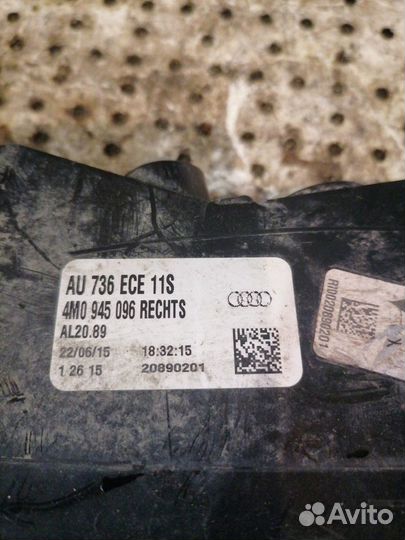 AU 736 ECE 11S
4M0 945 096 RECHTS
AL20.89
22/06/15 18:32:15
1 26 15 20890201
X
Avito